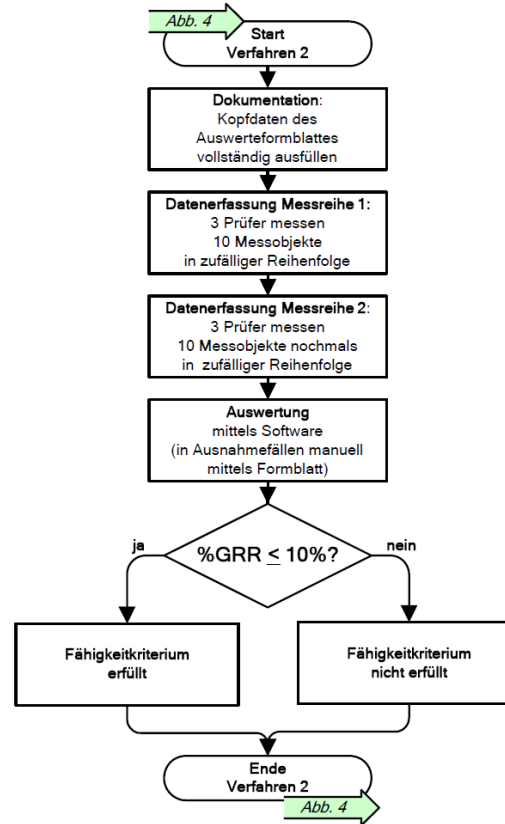 Abb. 4
Start
Verfahren 2
Dokumentation:
Kopfdaten des
Auswerteformblattes
vollständig ausfüllen
Datenerfassung Messreihe 1:
3 Prüfer messen
10 Messobjekte
in zufälliger Reihenfolge
Datenerfassung Messreihe 2:
3 Prüfer messen
10 Messobjekte nochmals
in zufälliger Reihenfolge
Auswertung
mittels Software
(in Ausnahmefällen manuell
mittels Formblatt)
%GRR ≤ 10%?
ja
nein
Fähigkeitkriterium
erfüllt
Fähigkeitkriterium
nicht erfüllt
Ende
Verfahren 2
Abb. 4